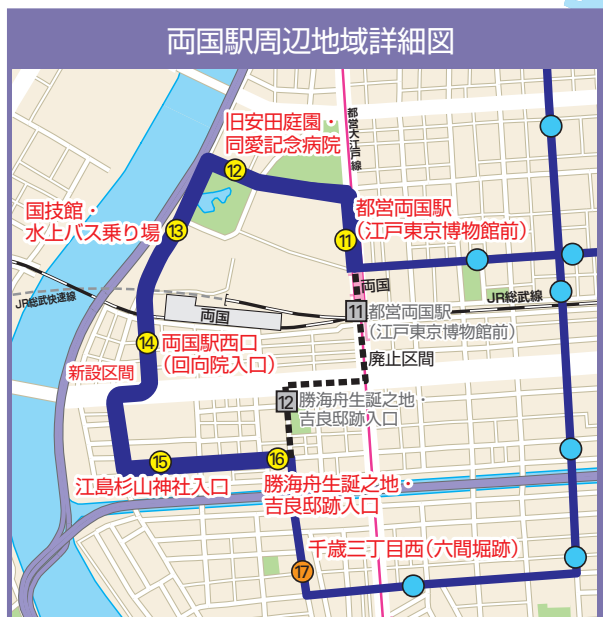 両国駅周辺地域詳細図
旧安田庭園・
同愛記念病院
12
都営大江戸線
国技館・
水上バス乗り場
13
都営両国駅
(江戸東京博物館前)
11
両国
JR総武快速線
両国
JR総武線
11
都営両国駅
(江戸東京博物館前)
14
両国駅西口
(回向院入口)
新設区間
廃止区間
12
勝海舟生誕之地・
吉良邸跡入口
15
江島杉山神社入口
16
勝海舟生誕之地・
吉良邸跡入口
千歳三丁目西(六間堀跡)
17